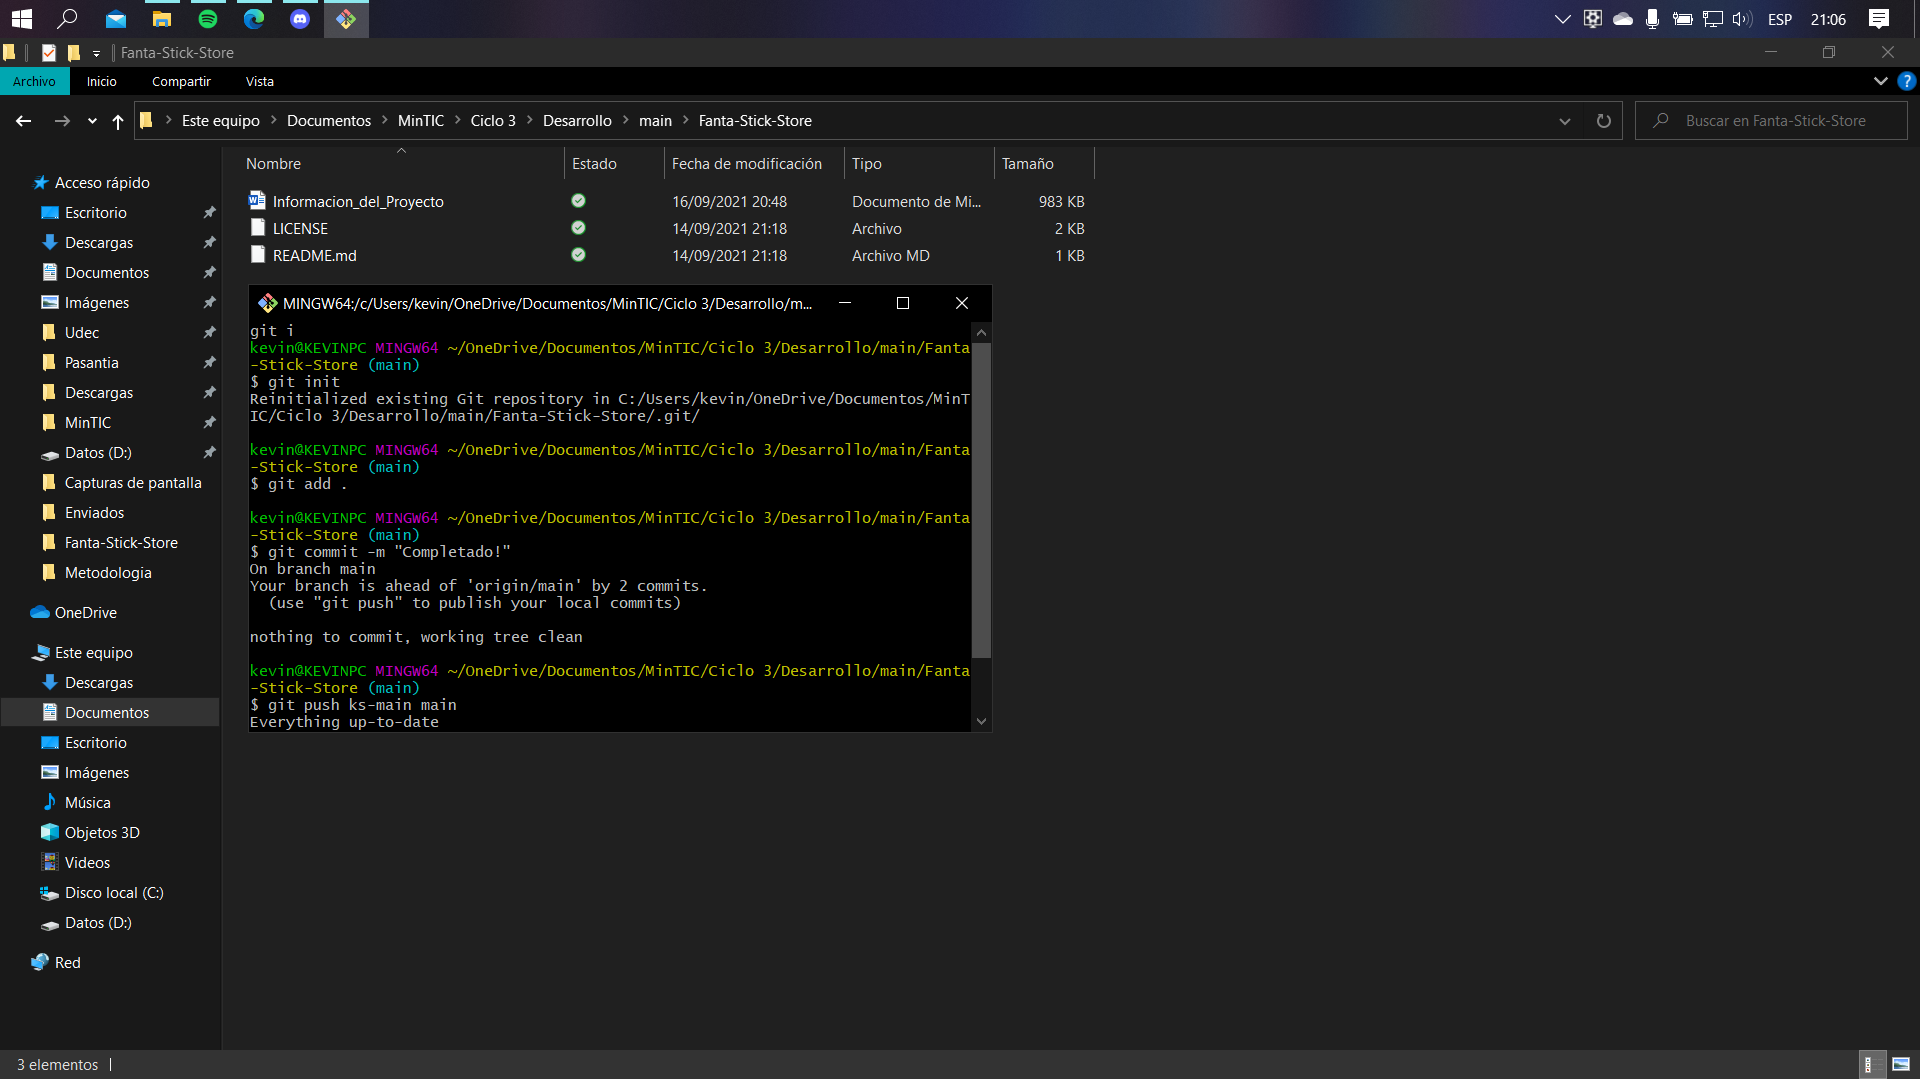 ESP
21:06
Fanta-Stick-Store
Archivo
Inicio
Compartir
Vista
Este equipo
Documentos
MinTIC
Ciclo 3
Desarrollo
main
Fanta-Stick-Store
Buscar en Fanta-Stick-Store
Nombre
Estado
Fecha de modificación
Tipo
Tamaño
Informacion_del_Proyecto
16/09/2021 20:48
Documento de Mi...
983 KB
LICENSE
14/09/2021 21:18
Archivo
2 KB
README.md
14/09/2021 21:18
Archivo MD
1 KB
Acceso rápido
Escritorio
Descargas
Documentos
Imágenes
Udec
Pasantia
Descargas
MinTIC
Datos (D:)
Capturas de pantalla
Enviados
Fanta-Stick-Store
Metodologia
OneDrive
Este equipo
Descargas
Documentos
Escritorio
Imágenes
Música
Objetos 3D
Videos
Disco local (C:)
Datos (D:)
Red
MINGW64:/c/Users/kevin/OneDrive/Documentos/MinTIC/Ciclo 3/Desarrollo/m...
git i
kevin@KEVINPC MINGW64 ~/OneDrive/Documentos/MinTIC/Ciclo 3/Desarrollo/main/Fanta
-Stick-Store (main)
$ git init
Reinitialized existing Git repository in C:/Users/kevin/OneDrive/Documentos/MinT
IC/Ciclo 3/Desarrollo/main/Fanta-Stick-Store/.git/
kevin@KEVINPC MINGW64 ~/OneDrive/Documentos/MinTIC/Ciclo 3/Desarrollo/main/Fanta
-Stick-Store (main)
$ git add .
kevin@KEVINPC MINGW64 ~/OneDrive/Documentos/MinTIC/Ciclo 3/Desarrollo/main/Fanta
-Stick-Store (main)
$ git commit -m "Completado!"
On branch main
Your branch is ahead of 'origin/main' by 2 commits.
(use "git push" to publish your local commits)
nothing to commit, working tree clean
kevin@KEVINPC MINGW64 ~/OneDrive/Documentos/MinTIC/Ciclo 3/Desarrollo/main/Fanta
-Stick-Store (main)
$ git push ks-main main
Everything up-to-date
3 elementos